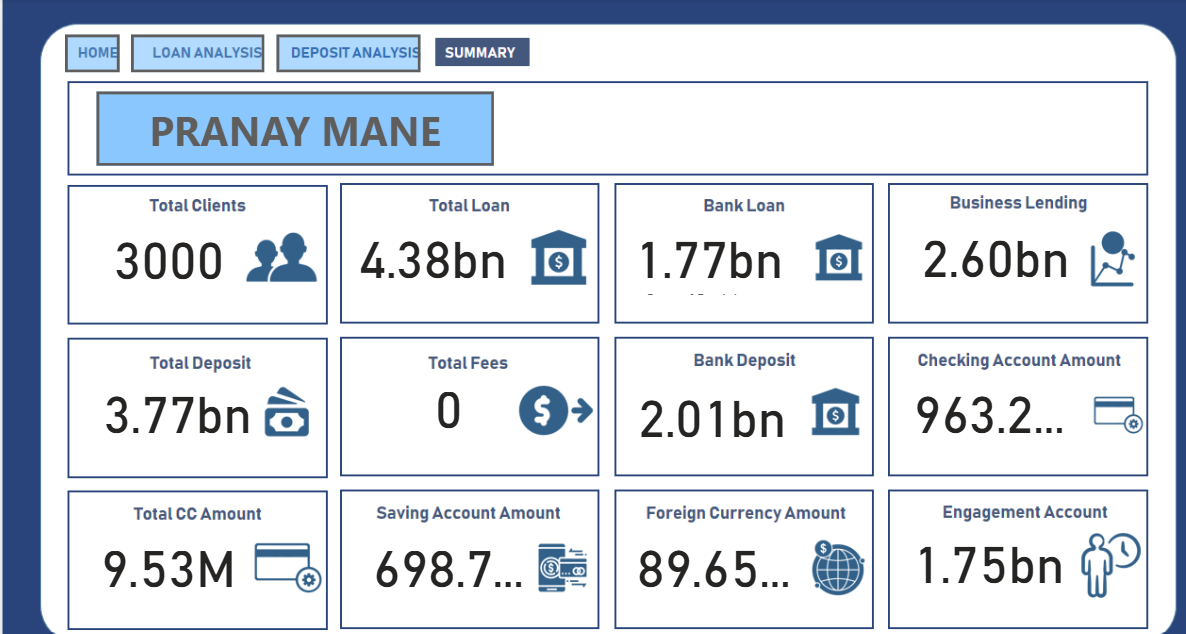 HOME LOAN ANALYSIS DEPOSIT ANALYSIS SUMMARY
PRANAY MANE
Total Clients
3000
Total Loan
4.38bn
Bank Loan
1.77bn
Business Lending
2.60bn
Total Deposit
3.77bn
Total Fees
0
Bank Deposit
2.01bn
Checking Account Amount
963.2...
Total CC Amount
9.53M
Saving Account Amount
698.7...
Foreign Currency Amount
89.65...
Engagement Account
1.75bn